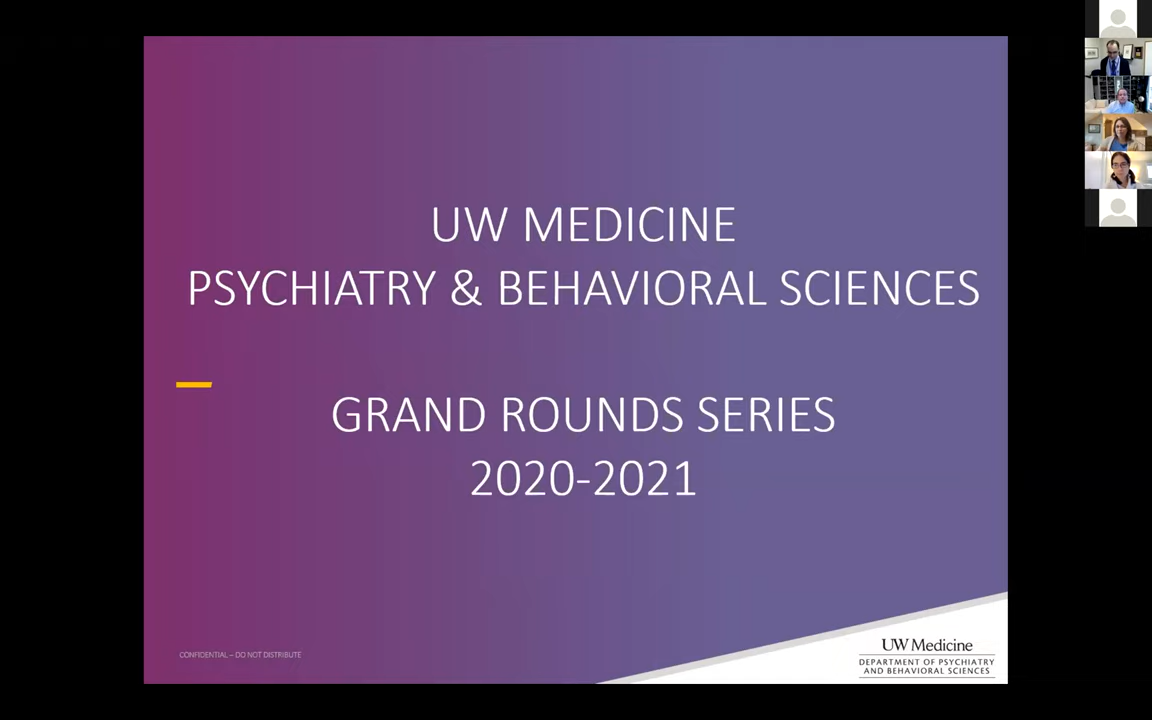 UW MEDICINE
PSYCHIATRY & BEHAVIORAL SCIENCES
GRAND ROUNDS SERIES
2020-2021
CONFIDENTIAL – DO NOT DISTRIBUTE
UW Medicine
DEPARTMENT OF PSYCHIATRY
AND BEHAVIORAL SCIENCES